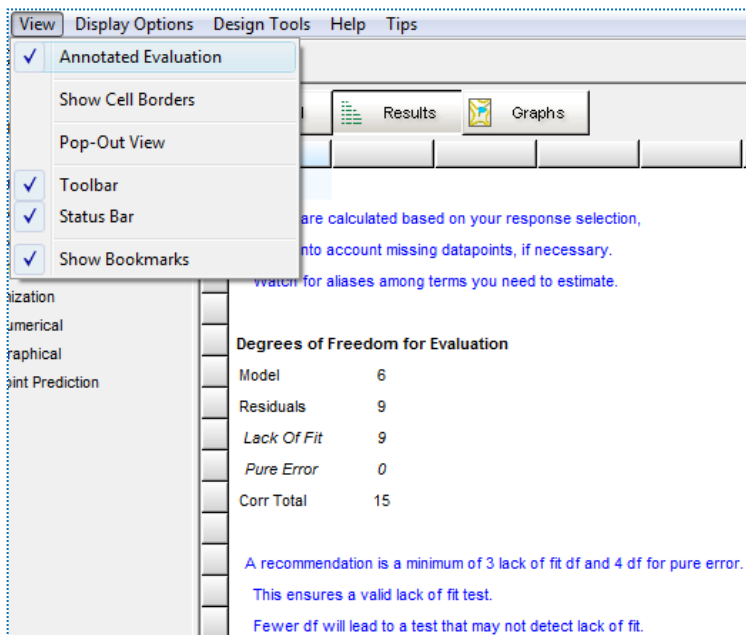 View Display Options Design Tools Help Tips
Annotated Evaluation
Show Cell Borders
Pop-Out View
Toolbar
Status Bar
Show Bookmarks
Results Graphs
are calculated based on your response selection,
account missing datapoints, if necessary.
Watch for aliases among terms you need to estimate.
Degrees of Freedom for Evaluation
Model 6
Residuals 9
Lack Of Fit 9
Pure Error 0
Corr Total 15
A recommendation is a minimum of 3 lack of fit df and 4 df for pure error.
This ensures a valid lack of fit test.
Fewer df will lead to a test that may not detect lack of fit.
nization
umerical
raphical
oint Prediction